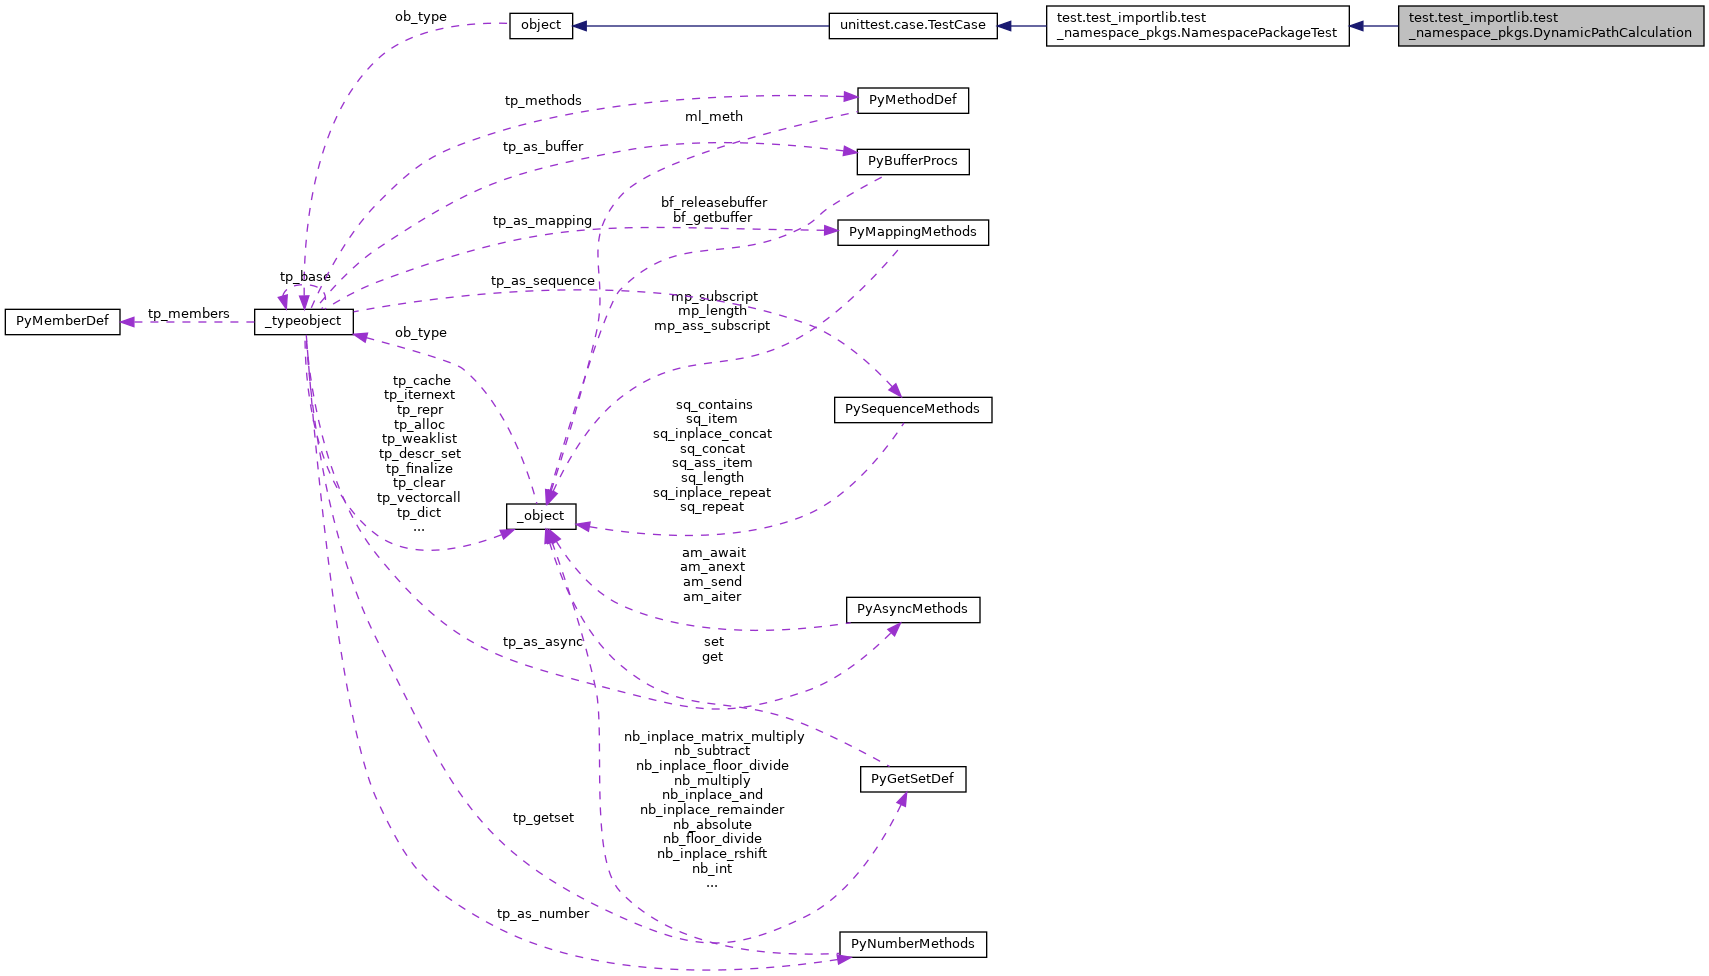 ob_type
object
unittest.case.TestCase
test.test_importlib.test
_namespace_pkgs.NamespacePackageTest
test.test_importlib.test
_namespace_pkgs.DynamicPathCalculation
tp_methods
PyMethodDef
ml_meth
tp_as_buffer
PyBufferProcs
bf_releasebuffer
bf_getbuffer
tp_as_mapping
PyMappingMethods
tp_base
tp_as_sequence
mp_subscript
mp_length
mp_ass_subscript
PyMemberDef
tp_members
_typeobject
ob_type
tp_cache
tp_iternext
tp_repr
tp_alloc
tp_weaklist
tp_descr_set
tp_finalize
tp_clear
tp_vectorcall
tp_dict
...
sq_contains
sq_item
sq_inplace_concat
sq_concat
sq_ass_item
sq_length
sq_inplace_repeat
sq_repeat
PySequenceMethods
_object
am_await
am_anext
am_send
am_aiter
PyAsyncMethods
tp_as_async
set
get
nb_inplace_matrix_multiply
nb_subtract
nb_inplace_floor_divide
nb_multiply
nb_inplace_and
nb_inplace_remainder
nb_absolute
nb_floor_divide
nb_inplace_rshift
nb_int
...
PyGetSetDef
tp_getset
tp_as_number
PyNumberMethods